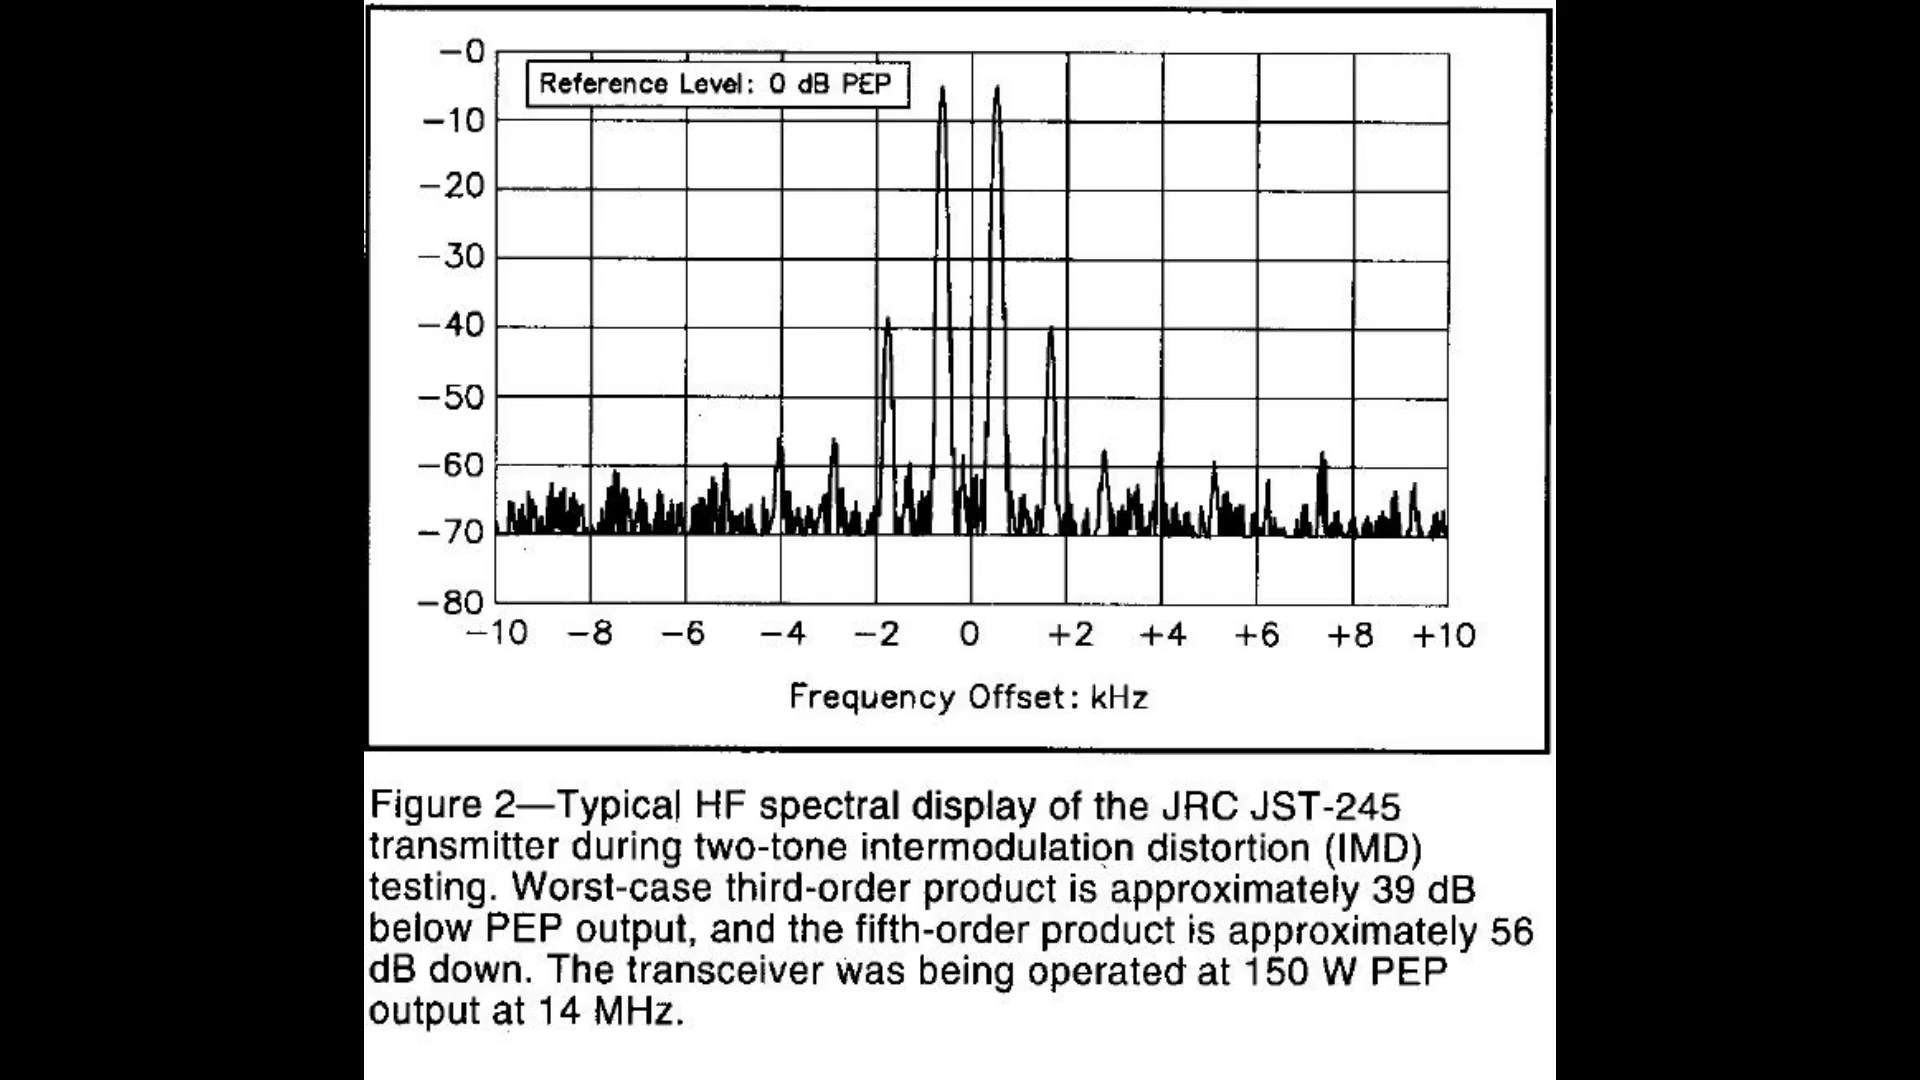 −0
Reference Level: 0 dB PEP
−10
−20
−30
−40
−50
−60
−70
−80
−10 −8 −6 −4 −2 0 +2 +4 +6 +8 +10
Frequency Offset: kHz
Figure 2—Typical HF spectral display of the JRC JST-245
transmitter during two-tone intermodulation distortion (IMD)
testing. Worst-case third-order product is approximately 39 dB
below PEP output, and the fifth-order product is approximately 56
dB down. The transceiver was being operated at 150 W PEP
output at 14 MHz.